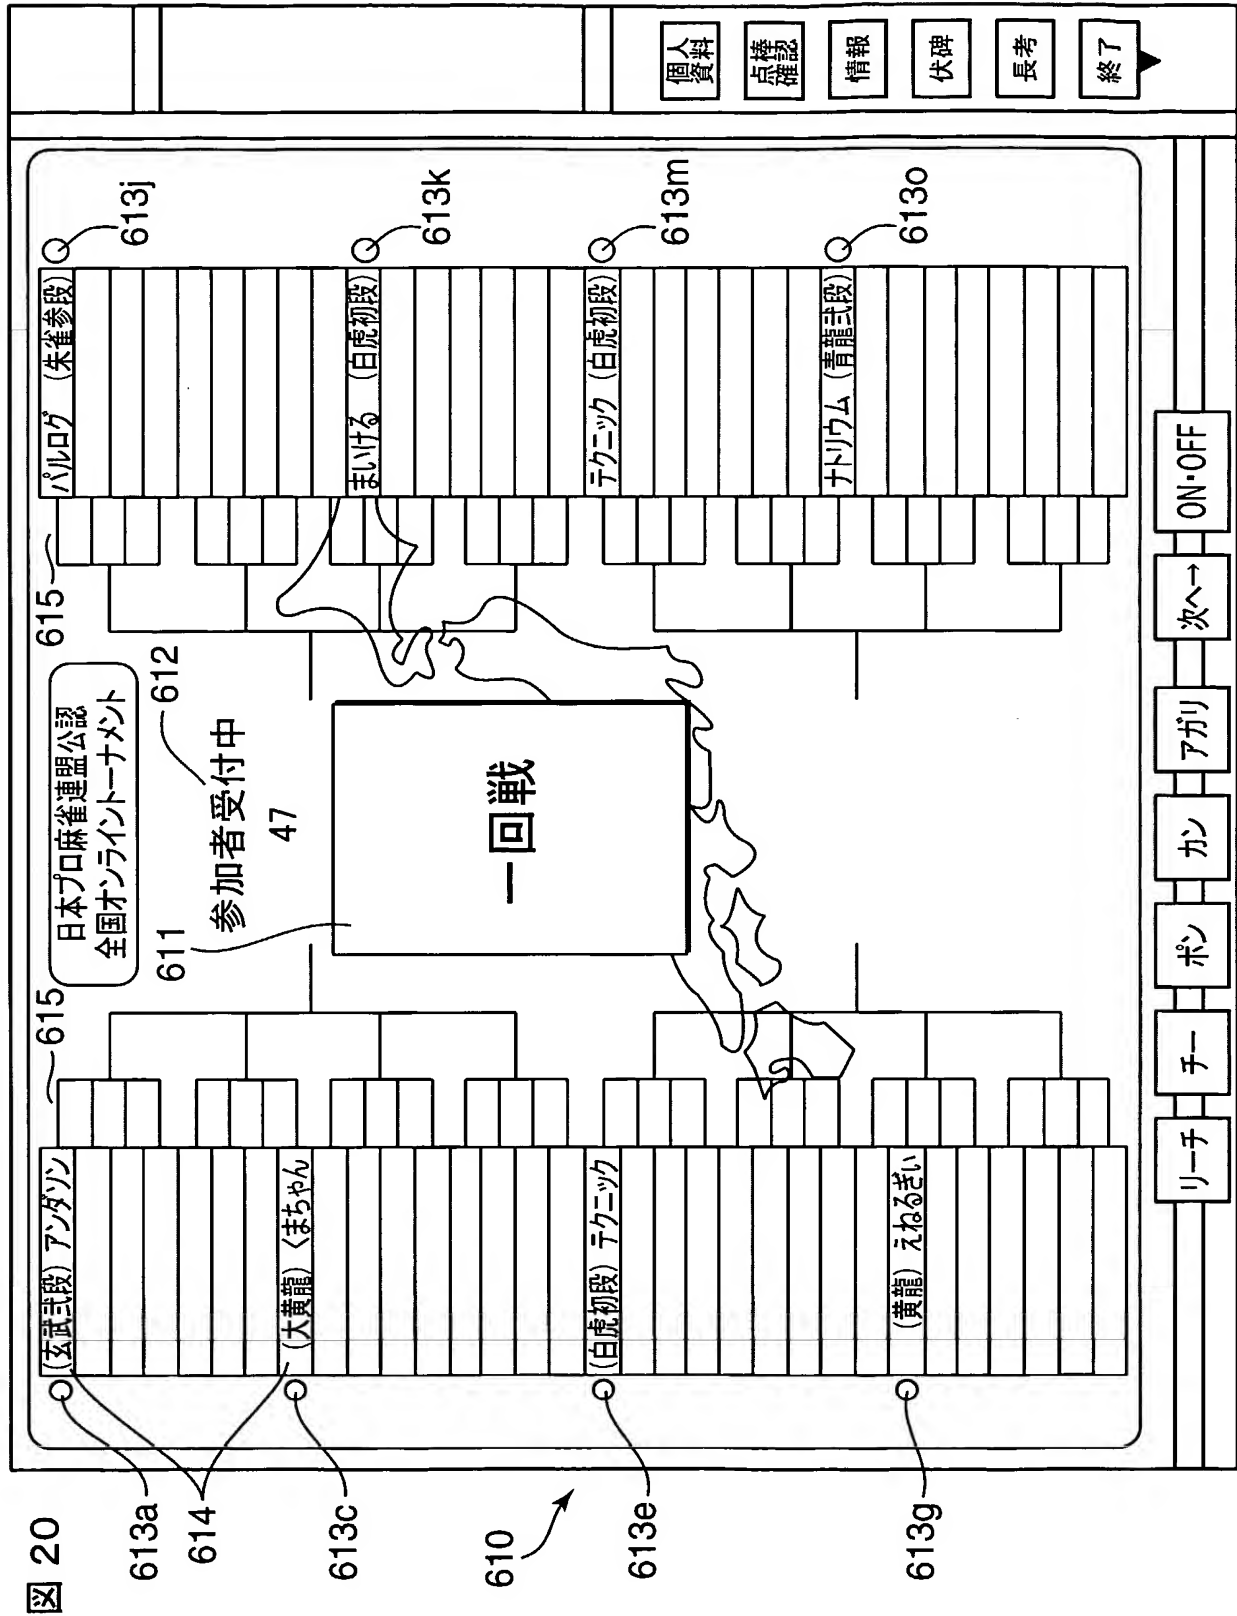 図 20
日本プロ麻雀連盟公認
全国オンライントーナメント
615
615
611
参加者受付中
612
47
一回戦
(玄武弐段) アンダソン
(大黄龍) くまちゃん
(白虎初段) テクニック
(黄龍) えねるぎい
パルログ (朱雀参段)
まいける (白虎初段)
テクニック (白虎初段)
ナトリウム (青龍弐段)
613a
614
613c
610
613e
613g
613j
613k
613m
613o
個人
資料
点棒
確認
情報
伏碑
長考
終了
リーチ
チー
ポン
カン
アガリ
次へ→
ON・OFF